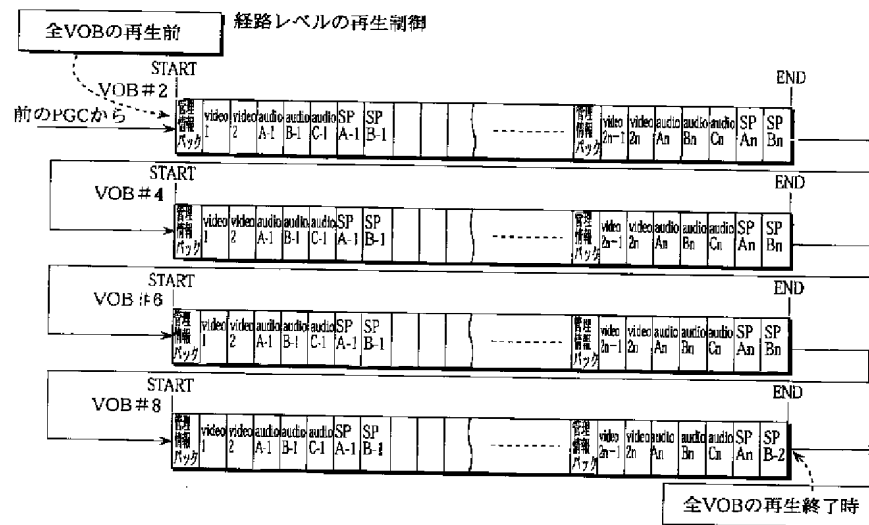 全VOBの再生前
経路レベルの再生制御
START
END
VOB#2
前のPGCから
管理情報パック video 1 video 2 audio A-1 audio B-1 audio C-1 SP A-1 SP B-1 管理情報パック video 2n-1 video 2n audio An audio Bn audio Cn SP An SP Bn
START
END
VOB#4
管理情報パック video 1 video 2 audio A-1 audio B-1 audio C-1 SP A-1 SP B-1 管理情報パック video 2n-1 video 2n audio An audio Bn audio Cn SP An SP Bn
START
END
VOB#6
管理情報パック video 1 video 2 audio A-1 audio B-1 audio C-1 SP A-1 SP B-1 管理情報パック video 2n-1 video 2n audio An audio Bn audio Cn SP An SP Bn
START
END
VOB#8
管理情報パック video 1 video 2 audio A-1 audio B-1 audio C-1 SP A-1 SP B-1 管理情報パック video 2n-1 video 2n audio An audio Bn audio Cn SP An SP B-2
全VOBの再生終了時